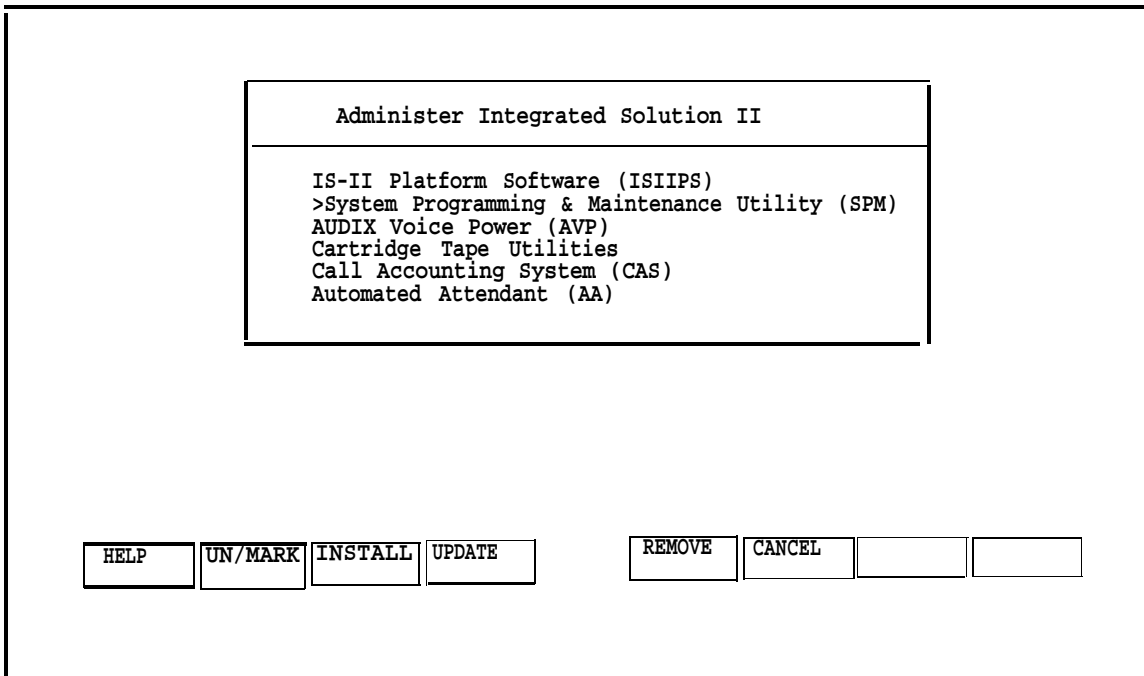 Administer Integrated Solution II
IS-II Platform Software (ISIIPS)
>System Programming & Maintenance Utility (SPM)
AUDIX Voice Power (AVP)
Cartridge Tape Utilities
Call Accounting System (CAS)
Automated Attendant (AA)
HELP UN/MARK INSTALL UPDATE REMOVE CANCEL